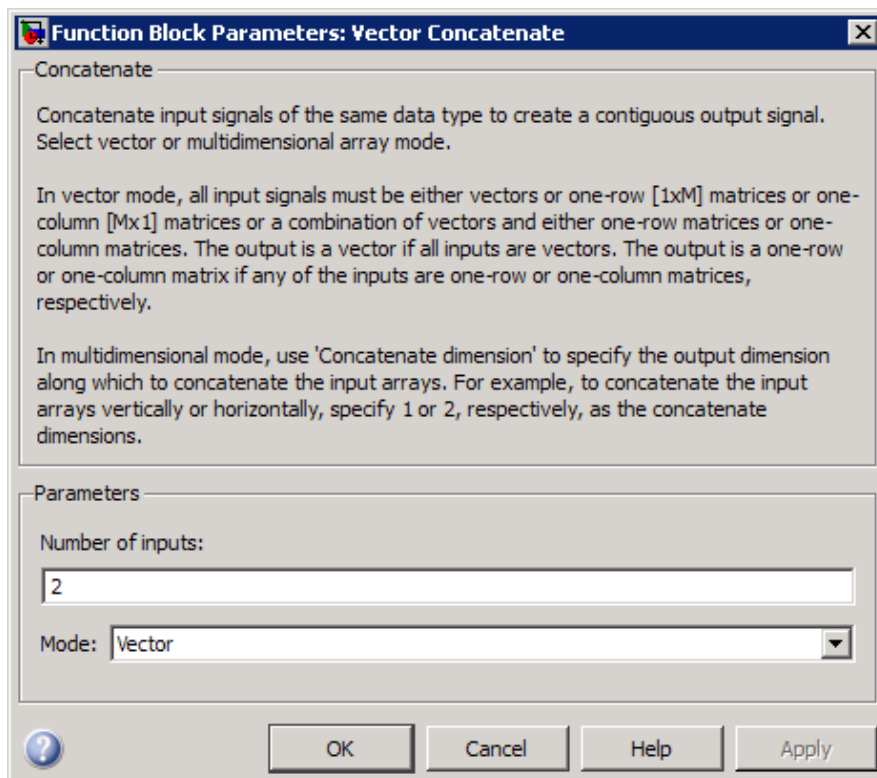 Function Block Parameters: Vector Concatenate
Concatenate
Concatenate input signals of the same data type to create a contiguous output signal.
Select vector or multidimensional array mode.
In vector mode, all input signals must be either vectors or one-row [1xM] matrices or one-
column [Mx1] matrices or a combination of vectors and either one-row matrices or one-
column matrices. The output is a vector if all inputs are vectors. The output is a one-row
or one-column matrix if any of the inputs are one-row or one-column matrices,
respectively.
In multidimensional mode, use 'Concatenate dimension' to specify the output dimension
along which to concatenate the input arrays. For example, to concatenate the input
arrays vertically or horizontally, specify 1 or 2, respectively, as the concatenate
dimensions.
Parameters
Number of inputs:
2
Mode: Vector
? OK Cancel Help Apply